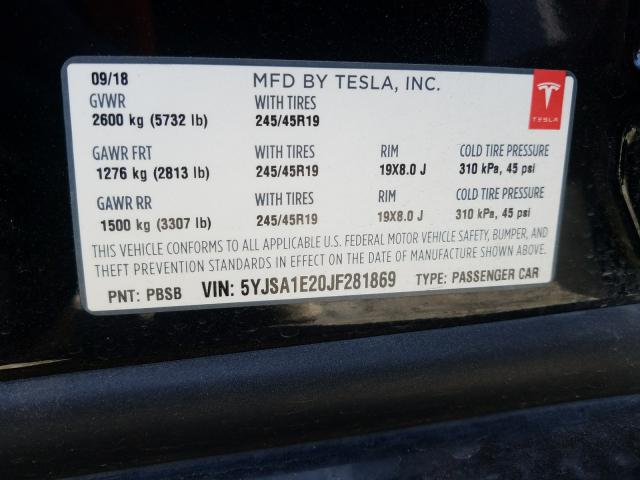 09/18 MFD BY TESLA, INC.
GVWR WITH TIRES
2600 kg (5732 lb) 245/45R19
TESLA
GAWR FRT WITH TIRES RIM COLD TIRE PRESSURE
1276 kg (2813 lb) 245/45R19 19X8.0 J 310 kPa, 45 psi
GAWR RR WITH TIRES RIM COLD TIRE PRESSURE
1500 kg (3307 lb) 245/45R19 19X8.0 J 310 kPa, 45 psi
THIS VEHICLE CONFORMS TO ALL APPLICABLE U.S. FEDERAL MOTOR VEHICLE SAFETY, BUMPER, AND
THEFT PREVENTION STANDARDS IN EFFECT ON THE DATE OF MANUFACTURE SHOWN ABOVE.
PNT: PBSB VIN: 5YJSA1E20JF281869 TYPE: PASSENGER CAR